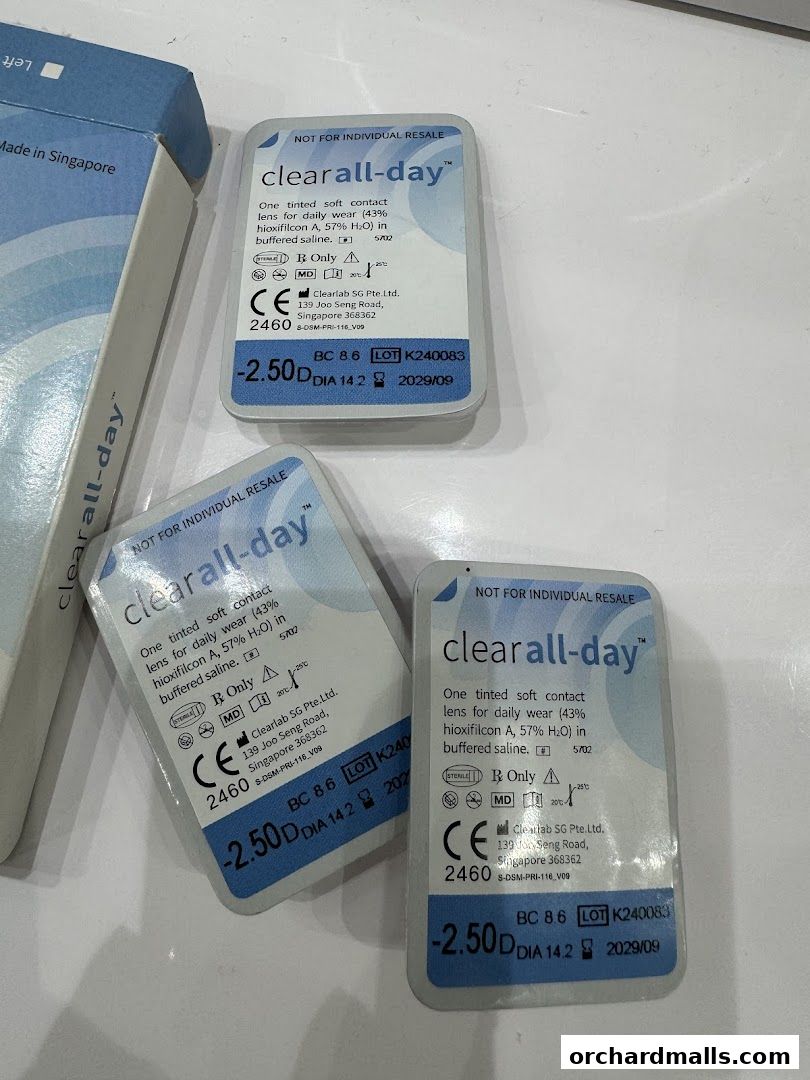 Left
Made in Singapore
clearall-day™
NOT FOR INDIVIDUAL RESALE
clearall-day™
One tinted soft contact
lens for daily wear (43%
hioxifilcon A, 57% H₂O) in
buffered saline. # 5702
STERILE ℞ Only
MD 20°C 25°C
CE Clearlab SG Pte.Ltd.
139 Joo Seng Road,
Singapore 368362
2460 S-DSM-PRI-116_V09
BC 8.6 LOT K240083
-2.50D DIA 14.2 2029/09
NOT FOR INDIVIDUAL RESALE
clearall-day™
One tinted soft contact
lens for daily wear (43%
hioxifilcon A, 57% H₂O) in
buffered saline. # 5702
STERILE ℞ Only
MD 20°C 25°C
CE Clearlab SG Pte.Ltd.
139 Joo Seng Road,
Singapore 368362
2460 S-DSM-PRI-116_V09
BC 8.6 LOT
-2.50D DIA 14.2
NOT FOR INDIVIDUAL RESALE
clearall-day™
One tinted soft contact
lens for daily wear (43%
hioxifilcon A, 57% H₂O) in
buffered saline. # 5702
STERILE ℞ Only
MD 20°C 25°C
CE Clearlab SG Pte.Ltd.
139 Joo Seng Road,
Singapore 368362
2460 S-DSM-PRI-116_V09
BC 8.6 LOT K240083
-2.50D DIA 14.2 2029/09
orchardmalls.com